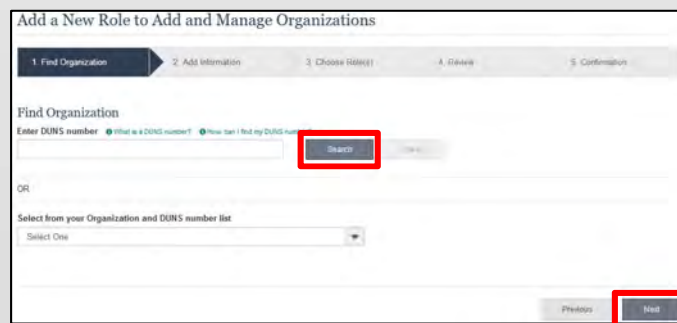 Add a New Role to Add and Manage Organizations
1. Find Organization 2. Add Information 3. Choose Role(s) 4. Review 5. Confirmation
Find Organization
Enter DUNS number What is a DUNS number? How can I find my DUNS number
Search
OR
Select from your Organization and DUNS number list
Select One
Previous Next